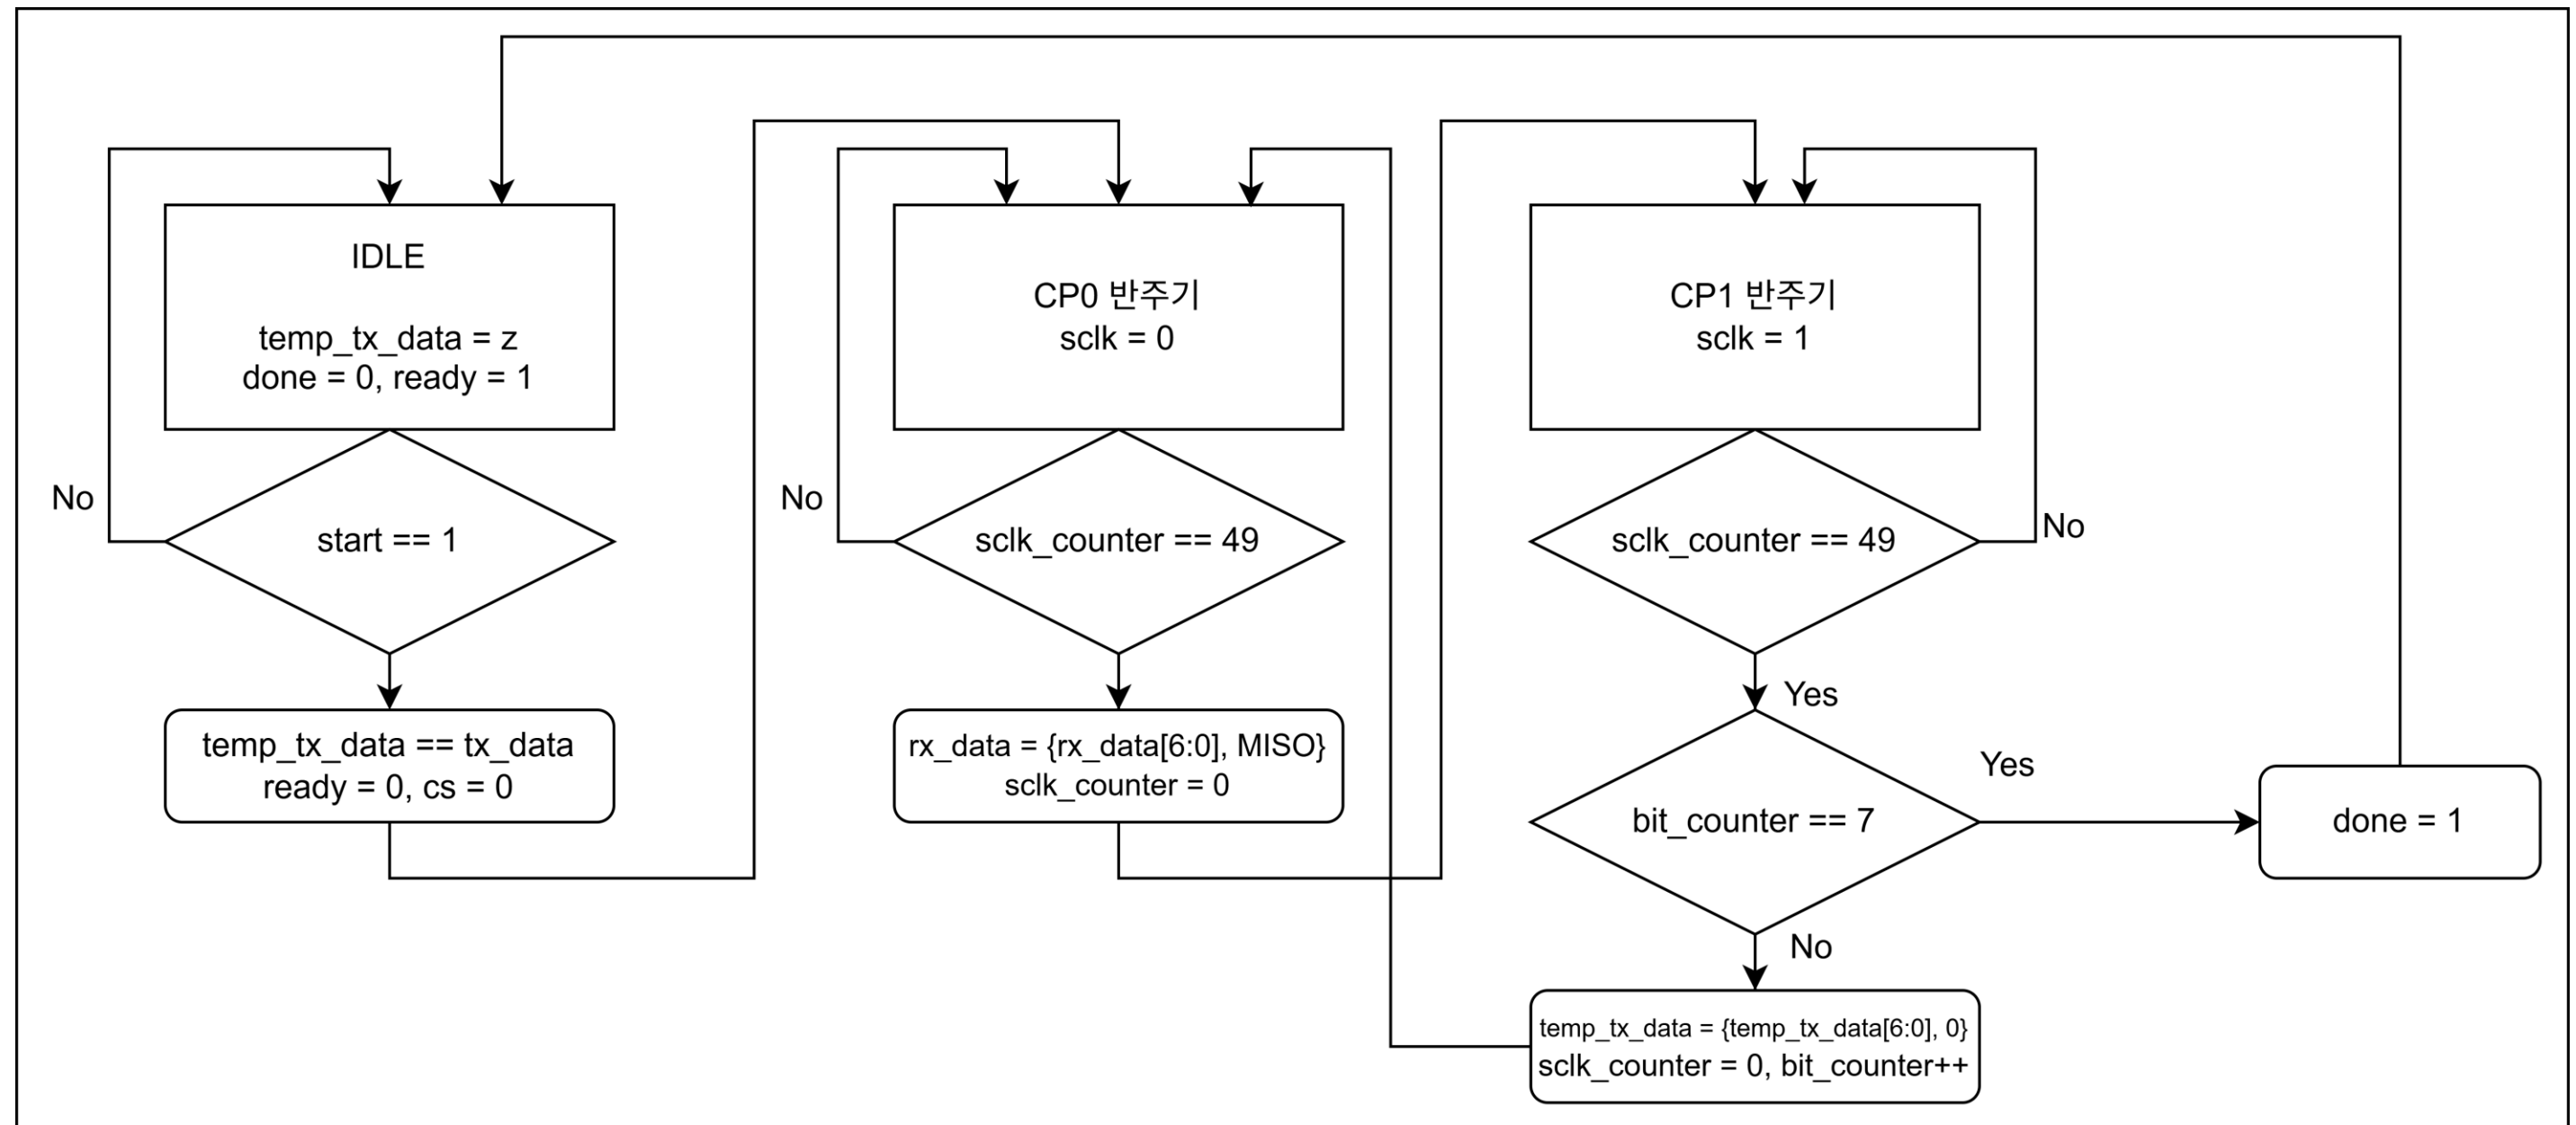 IDLE
temp_tx_data = z
done = 0, ready = 1
No
start == 1
temp_tx_data == tx_data
ready = 0, cs = 0
CP0 반주기
sclk = 0
No
sclk_counter == 49
rx_data = {rx_data[6:0], MISO}
sclk_counter = 0
CP1 반주기
sclk = 1
sclk_counter == 49
No
Yes
bit_counter == 7
Yes
done = 1
No
temp_tx_data = {temp_tx_data[6:0], 0}
sclk_counter = 0, bit_counter++